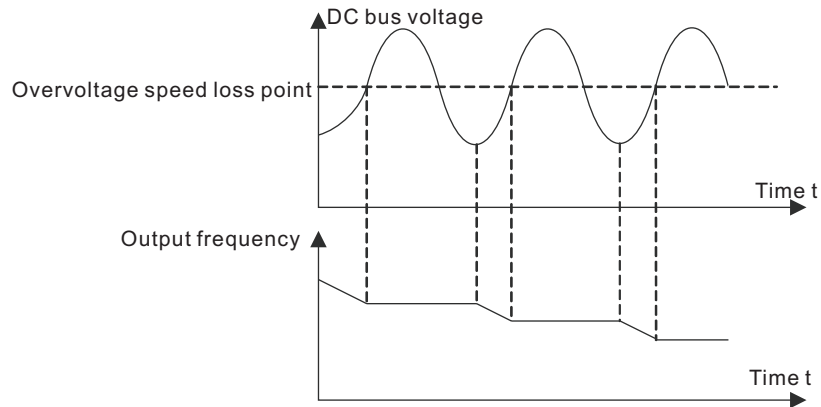 DC bus voltage
Overvoltage speed loss point
Time t
Output frequency
Time t